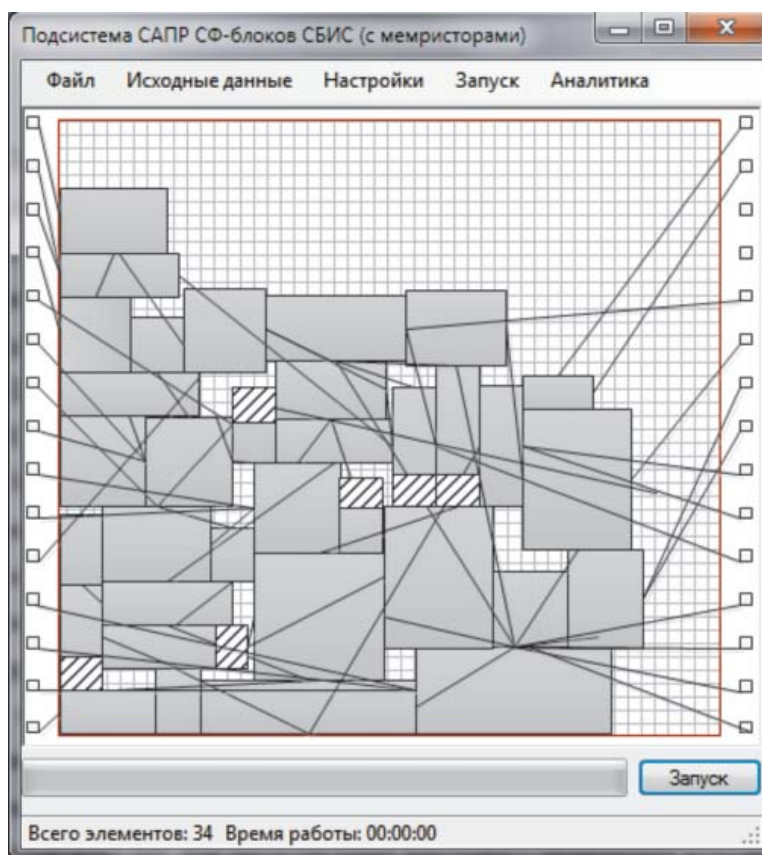 Подсистема САПР СФ-блоков СБИС (с мемристорами)
Файл Исходные данные Настройки Запуск Аналитика
Запуск
Всего элементов: 34 Время работы: 00:00:00